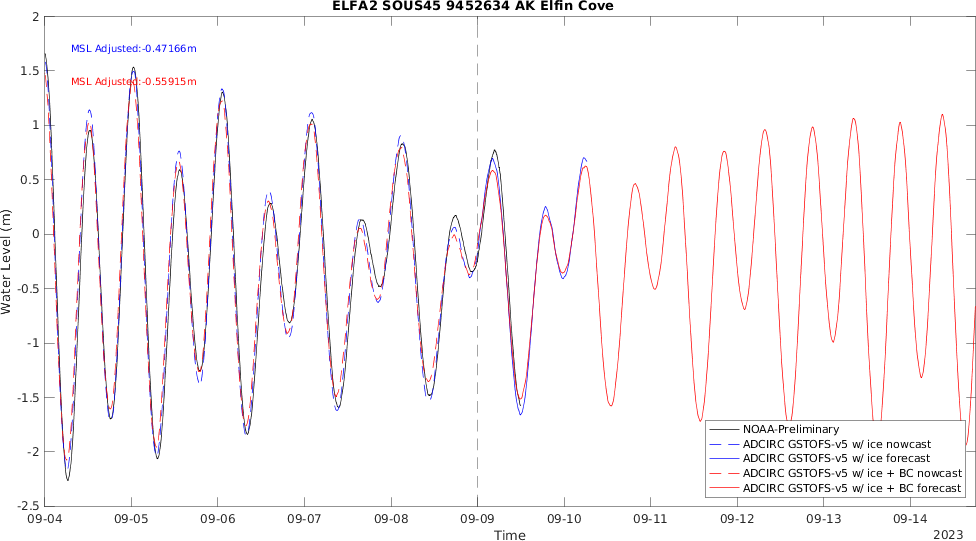 ELFA2 SOUS45 9452634 AK Elfin Cove
MSL Adjusted:-0.47166m
MSL Adjusted:-0.55915m
2
1.5
1
0.5
0
-0.5
-1
-1.5
-2
-2.5
Water Level (m)
NOAA-Preliminary
ADCIRC GSTOFS-v5 w/ ice nowcast
ADCIRC GSTOFS-v5 w/ ice forecast
ADCIRC GSTOFS-v5 w/ ice + BC nowcast
ADCIRC GSTOFS-v5 w/ ice + BC forecast
09-04 09-05 09-06 09-07 09-08 09-09 09-10 09-11 09-12 09-13 09-14
Time
2023